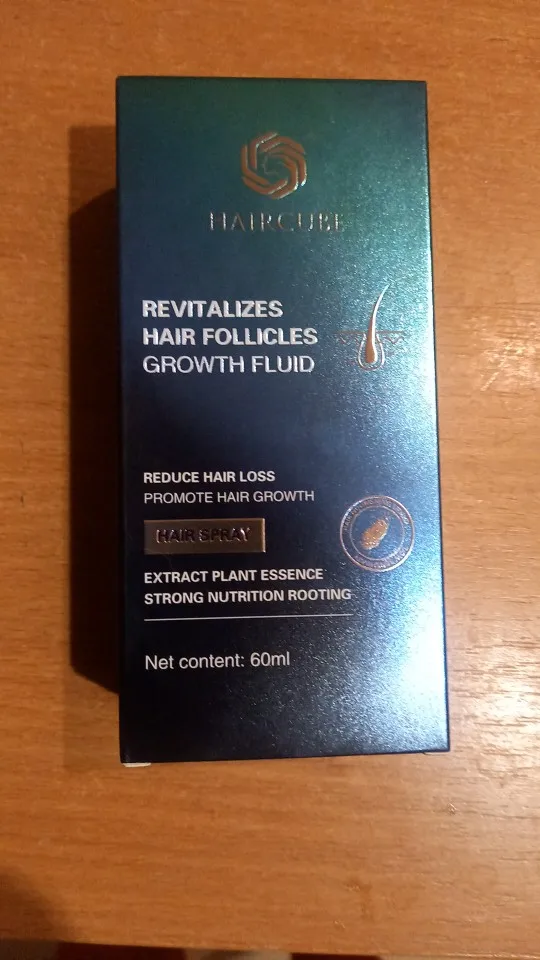 HAIRCUBE
REVITALIZES
HAIR FOLLICLES
GROWTH FLUID
REDUCE HAIR LOSS
PROMOTE HAIR GROWTH
HAIR SPRAY
EXTRACT PLANT ESSENCE
STRONG NUTRITION ROOTING
Net content: 60ml